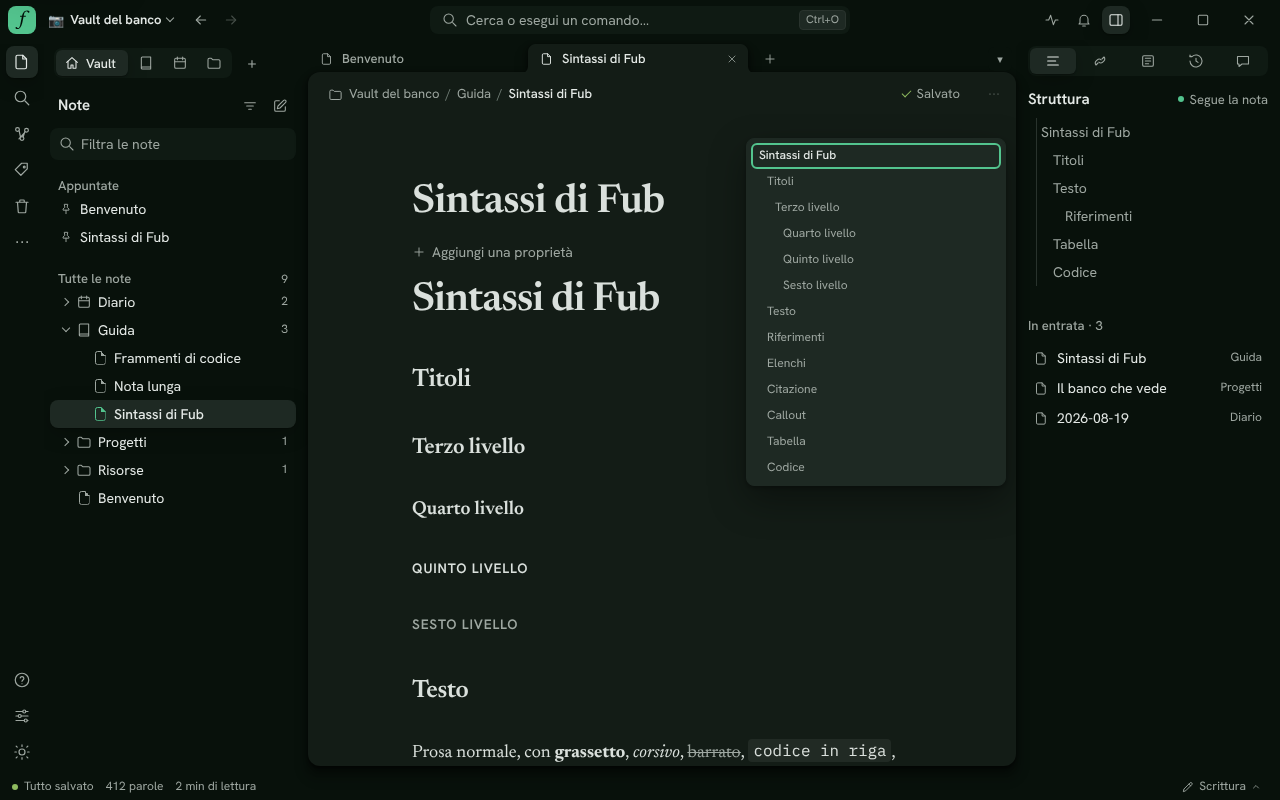 f Vault del banco
Cerca o esegui un comando... Ctrl+O
Vault
Note
Filtra le note
Appuntate
Benvenuto
Sintassi di Fub
Tutte le note 9
Diario 2
Guida 3
Frammenti di codice
Nota lunga
Sintassi di Fub
Progetti 1
Risorse 1
Benvenuto
Benvenuto
Sintassi di Fub
Vault del banco / Guida / Sintassi di Fub
Salvato
Sintassi di Fub
Aggiungi una proprietà
Sintassi di Fub
Titoli
Terzo livello
Quarto livello
QUINTO LIVELLO
SESTO LIVELLO
Testo
Prosa normale, con grassetto, corsivo, barrato, codice in riga,
Sintassi di Fub
Titoli
Terzo livello
Quarto livello
Quinto livello
Sesto livello
Testo
Riferimenti
Elenchi
Citazione
Callout
Tabella
Codice
Struttura
Segue la nota
Sintassi di Fub
Titoli
Testo
Riferimenti
Tabella
Codice
In entrata · 3
Sintassi di Fub Guida
Il banco che vede Progetti
2026-08-19 Diario
Tutto salvato 412 parole 2 min di lettura
Scrittura